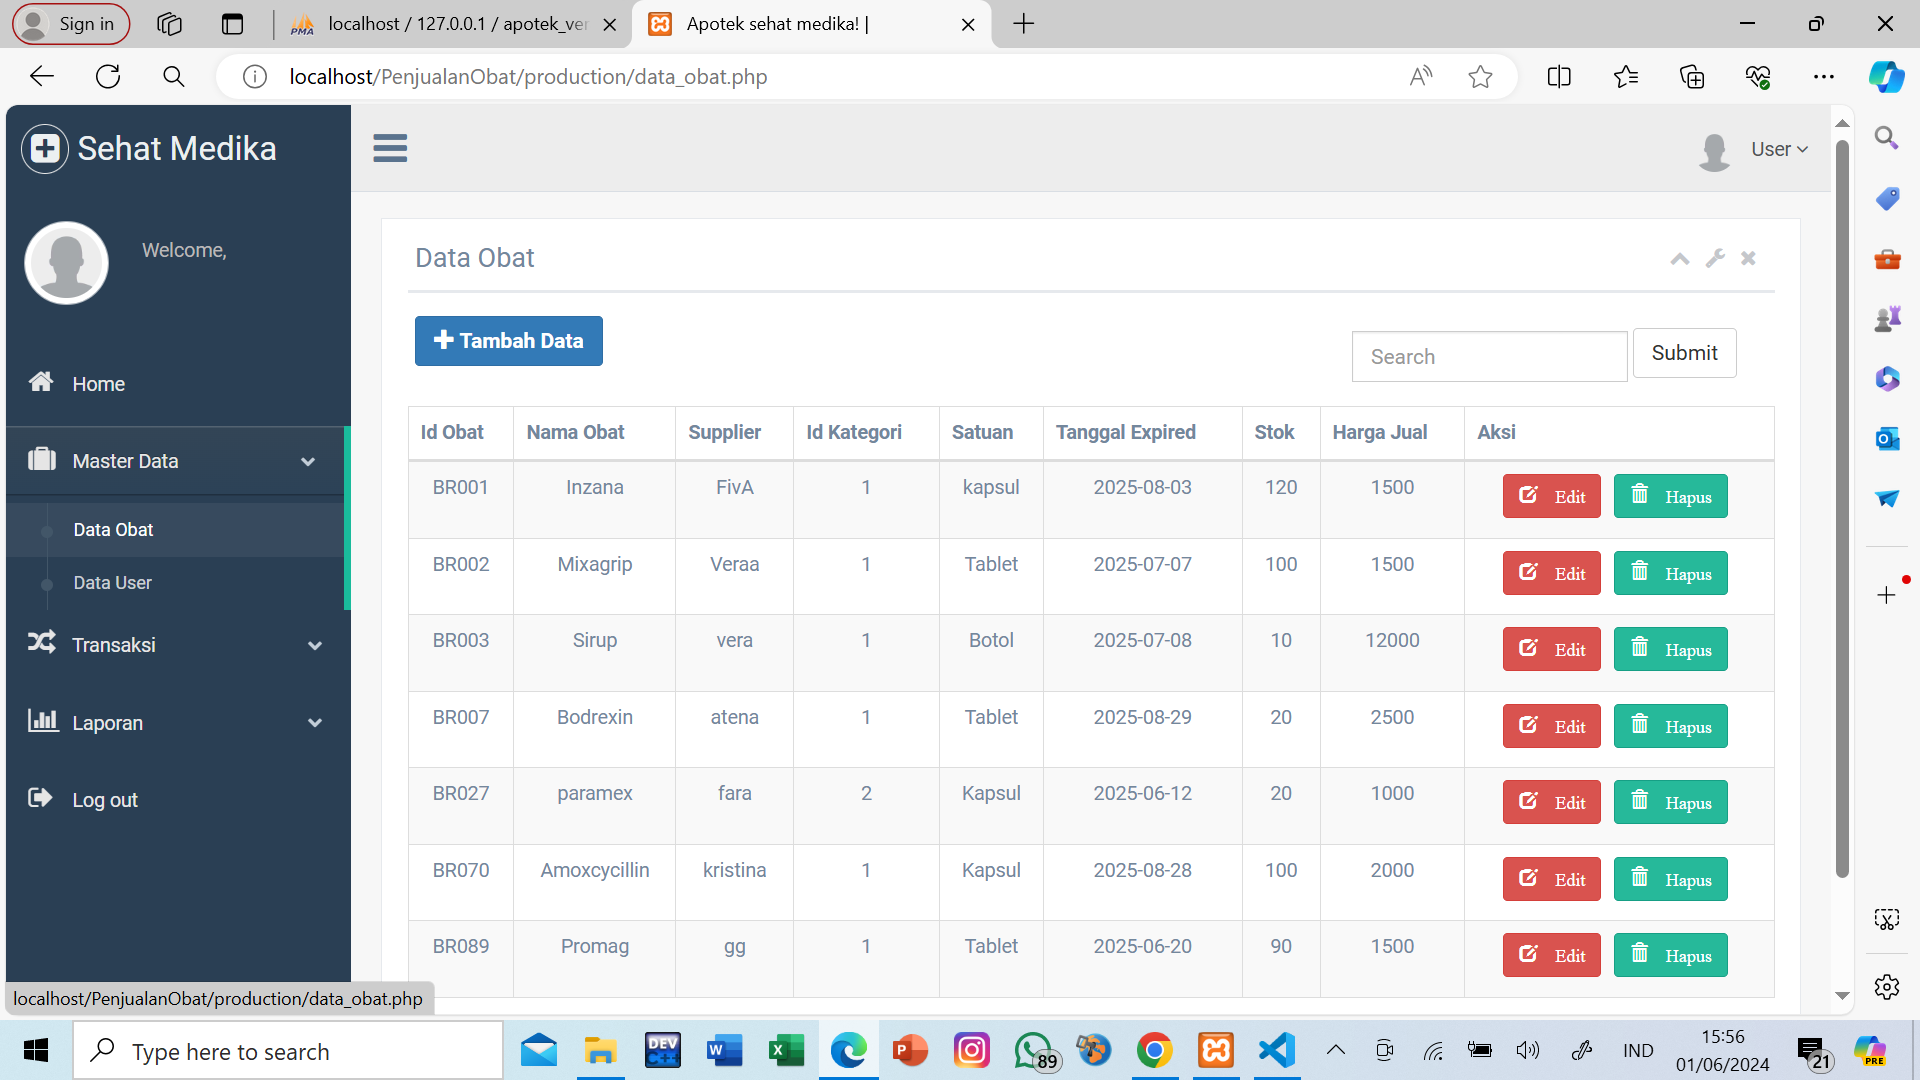 Sign in
localhost / 127.0.0.1 / apotek_ver
Apotek sehat medika! |
localhost/PenjualanObat/production/data_obat.php
Sehat Medika
User
Welcome,
Home
Master Data
Data Obat
Data User
Transaksi
Laporan
Log out
Data Obat
Tambah Data
Search
Submit
Id Obat Nama Obat Supplier Id Kategori Satuan Tanggal Expired Stok Harga Jual Aksi
BR001 Inzana FivA 1 kapsul 2025-08-03 120 1500 Edit Hapus
BR002 Mixagrip Veraa 1 Tablet 2025-07-07 100 1500 Edit Hapus
BR003 Sirup vera 1 Botol 2025-07-08 10 12000 Edit Hapus
BR007 Bodrexin atena 1 Tablet 2025-08-29 20 2500 Edit Hapus
BR027 paramex fara 2 Kapsul 2025-06-12 20 1000 Edit Hapus
BR070 Amoxcycillin kristina 1 Kapsul 2025-08-28 100 2000 Edit Hapus
BR089 Promag gg 1 Tablet 2025-06-20 90 1500 Edit Hapus
localhost/PenjualanObat/production/data_obat.php
Type here to search
89
IND
15:56
01/06/2024
21
PRE